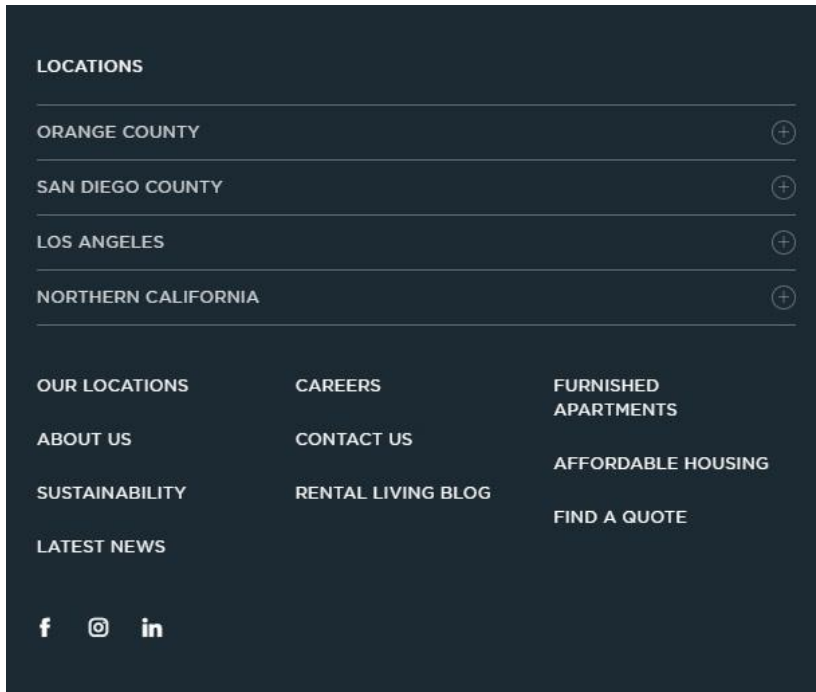 LOCATIONS
ORANGE COUNTY
SAN DIEGO COUNTY
LOS ANGELES
NORTHERN CALIFORNIA
OUR LOCATIONS
ABOUT US
SUSTAINABILITY
LATEST NEWS
CAREERS
CONTACT US
RENTAL LIVING BLOG
FURNISHED
APARTMENTS
AFFORDABLE HOUSING
FIND A QUOTE